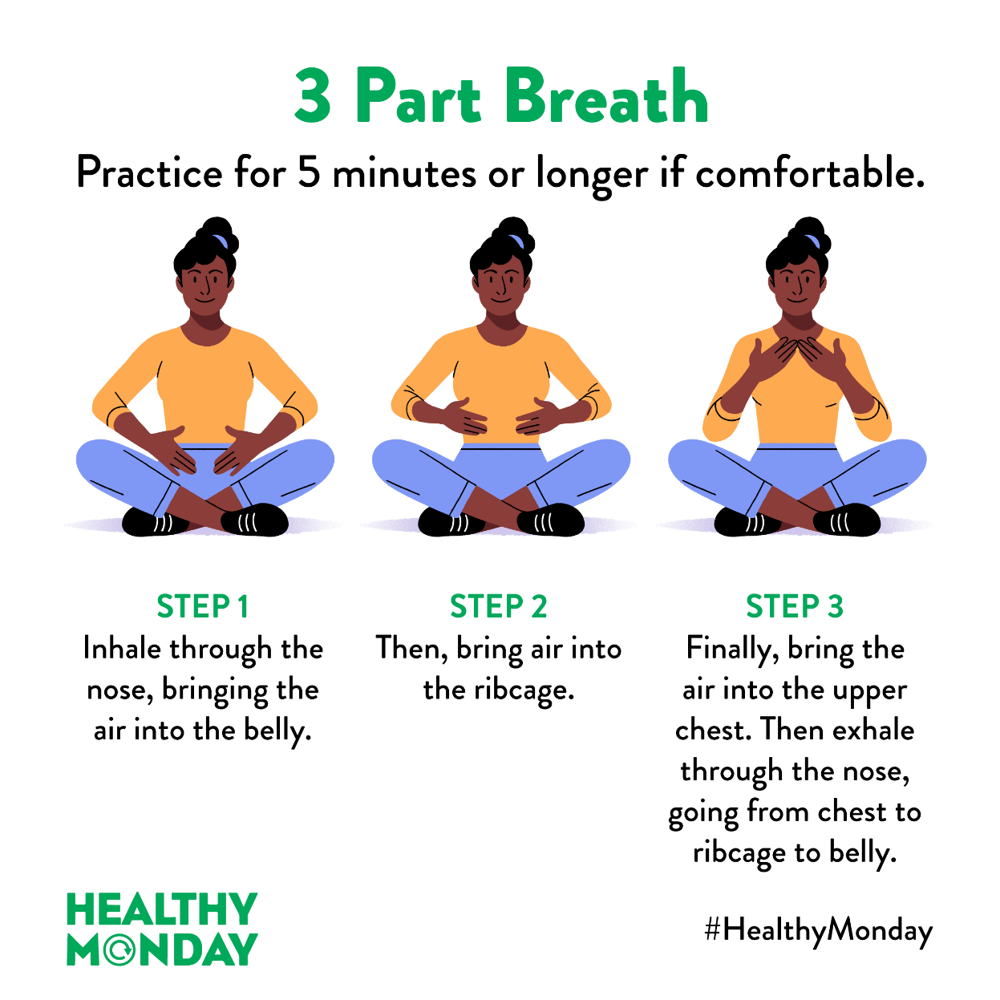 3 Part Breath
Practice for 5 minutes or longer if comfortable.
STEP 1
Inhale through the
nose, bringing the
air into the belly.
STEP 2
Then, bring air into
the ribcage.
STEP 3
Finally, bring the
air into the upper
chest. Then exhale
through the nose,
going from chest to
ribcage to belly.
HEALTHY
MONDAY
#HealthyMonday